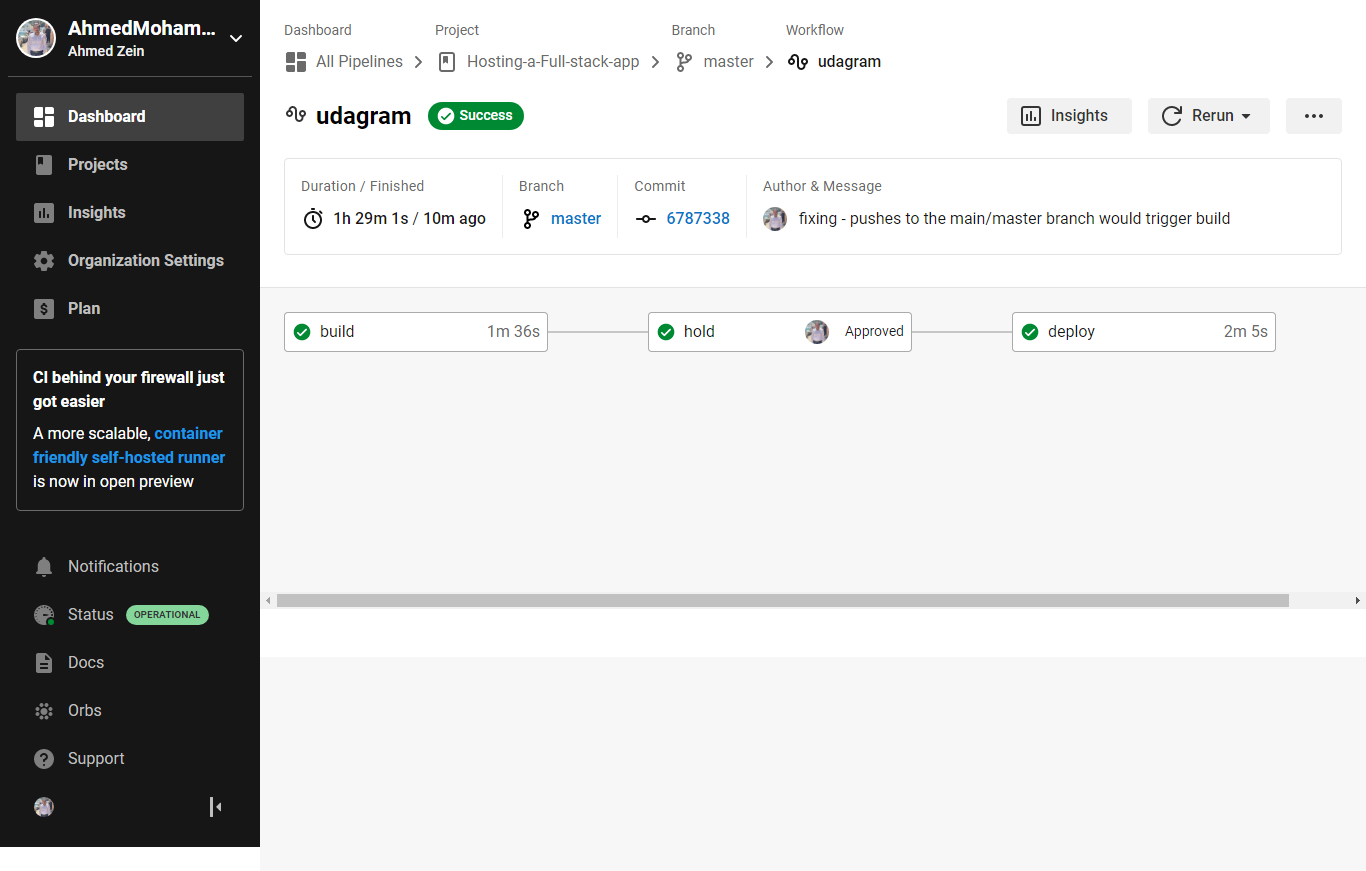 AhmedMoham...
Ahmed Zein
Dashboard
Projects
Insights
Organization Settings
Plan
CI behind your firewall just
got easier
A more scalable, container
friendly self-hosted runner
is now in open preview
Notifications
Status OPERATIONAL
Docs
Orbs
Support
Dashboard Project Branch Workflow
All Pipelines Hosting-a-Full-stack-app master udagram
udagram Success Insights Rerun
Duration / Finished Branch Commit Author & Message
1h 29m 1s / 10m ago master 6787338 fixing - pushes to the main/master branch would trigger build
build 1m 36s hold Approved deploy 2m 5s